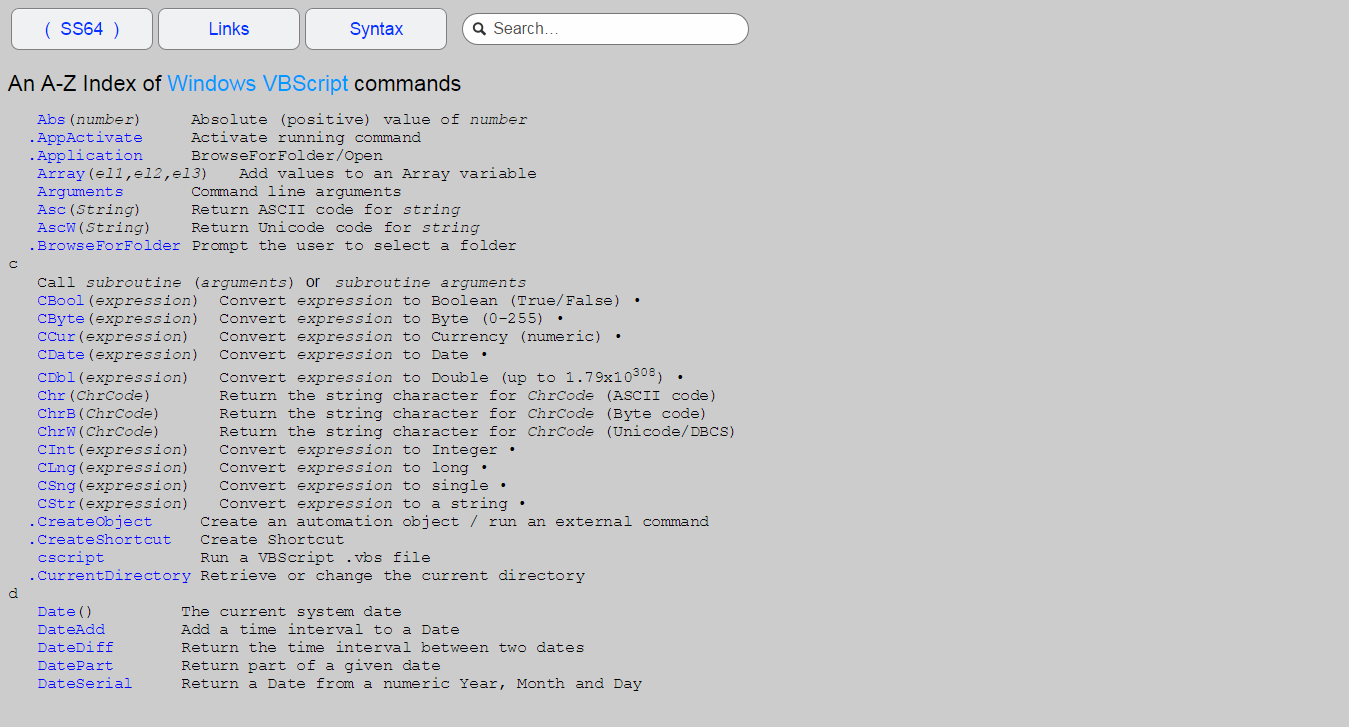 ( SS64 ) Links Syntax Search...
An A-Z Index of Windows VBScript commands
Abs(number) Absolute (positive) value of number
.AppActivate Activate running command
.Application BrowseForFolder/Open
Array(el1,el2,el3) Add values to an Array variable
Arguments Command line arguments
Asc(String) Return ASCII code for string
AscW(String) Return Unicode code for string
.BrowseForFolder Prompt the user to select a folder
c
Call subroutine (arguments) or subroutine arguments
CBool(expression) Convert expression to Boolean (True/False) •
CByte(expression) Convert expression to Byte (0-255) •
CCur(expression) Convert expression to Currency (numeric) •
CDate(expression) Convert expression to Date •
CDbl(expression) Convert expression to Double (up to 1.79x10³⁰⁸) •
Chr(ChrCode) Return the string character for ChrCode (ASCII code)
ChrB(ChrCode) Return the string character for ChrCode (Byte code)
ChrW(ChrCode) Return the string character for ChrCode (Unicode/DBCS)
CInt(expression) Convert expression to Integer •
CLng(expression) Convert expression to long •
CSng(expression) Convert expression to single •
CStr(expression) Convert expression to a string •
.CreateObject Create an automation object / run an external command
.CreateShortcut Create Shortcut
cscript Run a VBScript .vbs file
.CurrentDirectory Retrieve or change the current directory
d
Date() The current system date
DateAdd Add a time interval to a Date
DateDiff Return the time interval between two dates
DatePart Return part of a given date
DateSerial Return a Date from a numeric Year, Month and Day